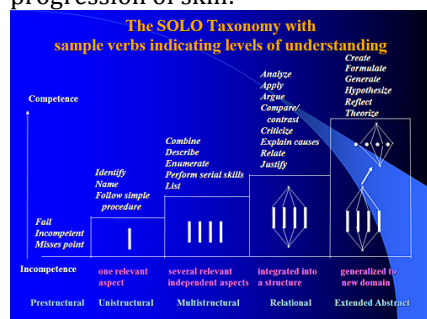 progression of skill.
The SOLO Taxonomy with
sample verbs indicating levels of understanding
Competence
Fail
Incompetent
Misses point
Incompetence
Identify
Name
Follow simple
procedure
one relevant
aspect
Combine
Describe
Enumerate
Perform serial skills
List
several relevant
independent aspects
Analyze
Apply
Argue
Compare/
contrast
Criticize
Explain causes
Relate
Justify
integrated into
a structure
Create
Formulate
Generate
Hypothesize
Reflect
Theorize
generalized to
new domain
Prestructural
Unistructural
Multistructural
Relational
Extended Abstract